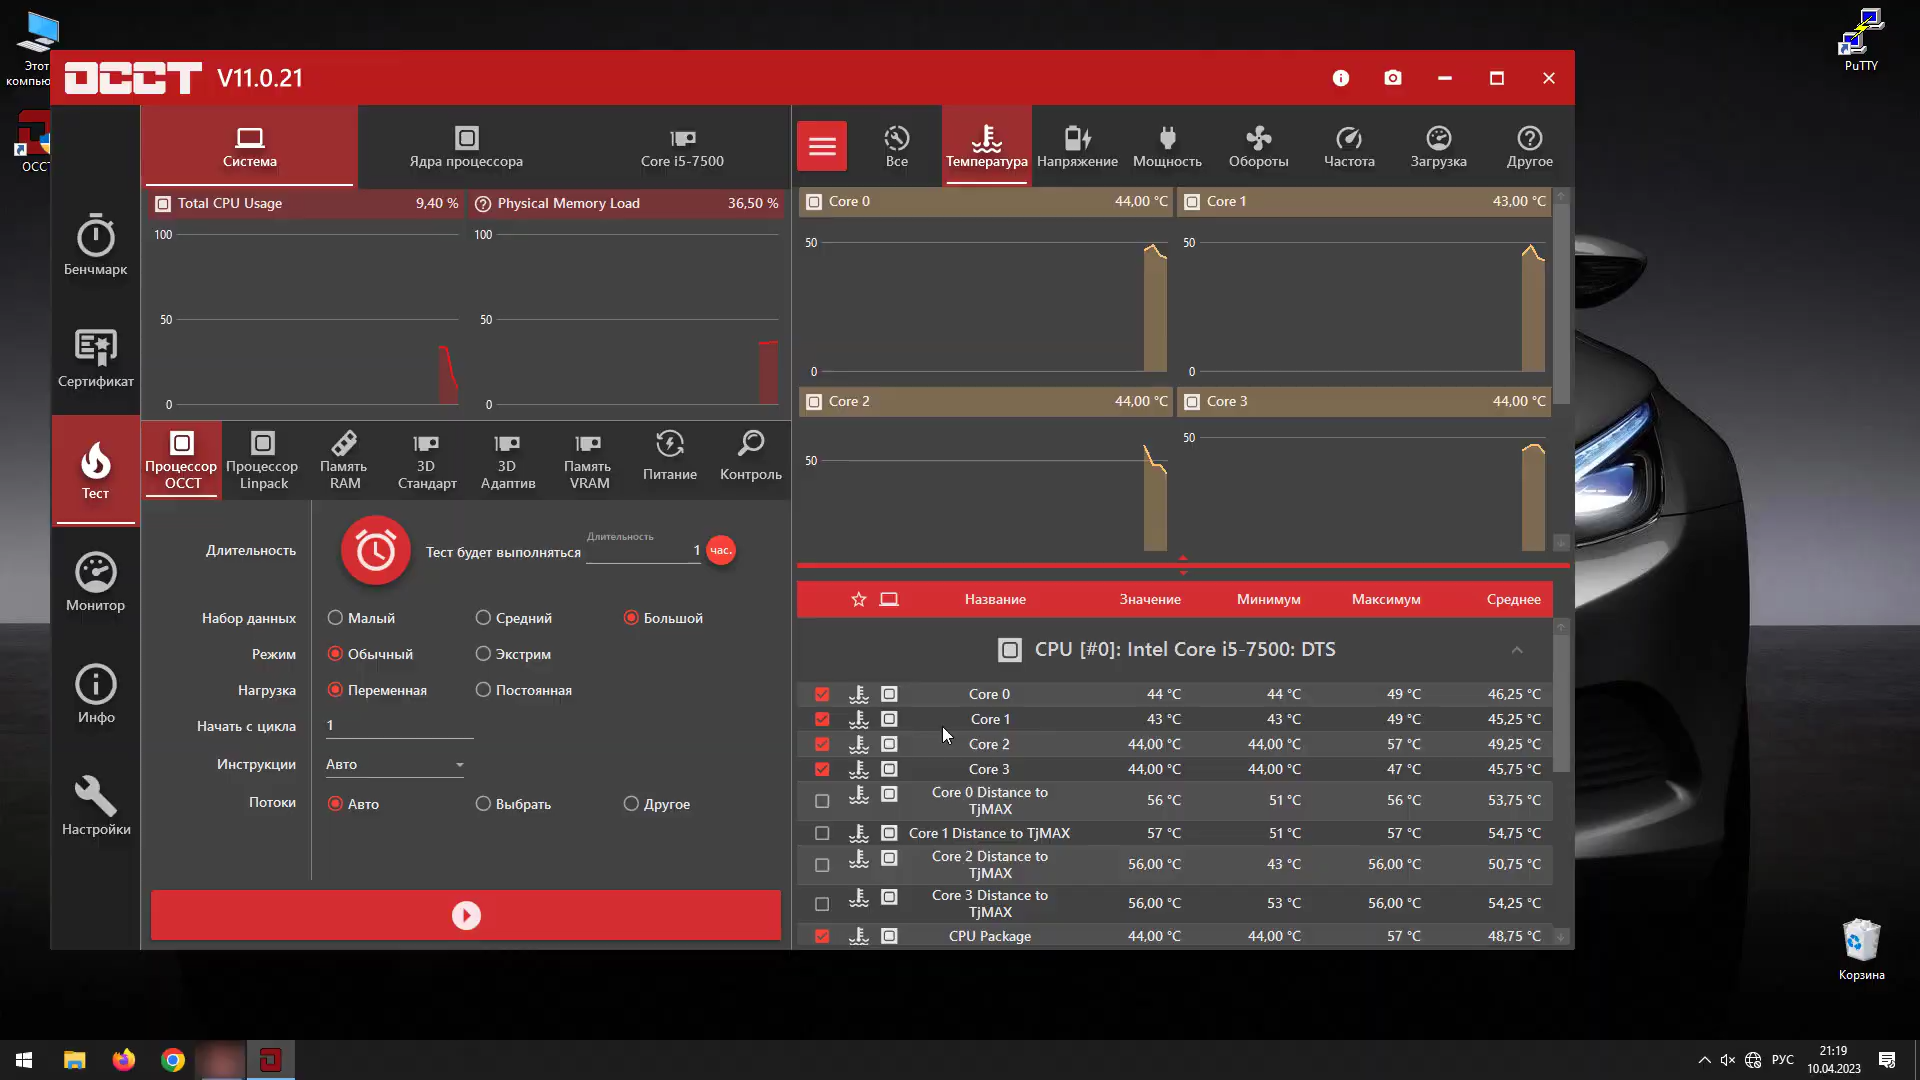 Этот
компью
PuTTY
OCCT
OCCT V11.0.21
Система
Ядра процессора
Core i5-7500
Все
Температура
Напряжение
Мощность
Обороты
Частота
Загрузка
Другое
Total CPU Usage 9,40 %
Physical Memory Load 36,50 %
100
50
0
100
50
0
Core 0 44,00 °C
50
0
Core 1 43,00 °C
50
0
Core 2 44,00 °C
50
Core 3 44,00 °C
50
Бенчмарк
Сертификат
Тест
Монитор
Инфо
Настройки
Процессор
OCCT
Процессор
Linpack
Память
RAM
3D
Стандарт
3D
Адаптив
Память
VRAM
Питание
Контроль
Длительность
Тест будет выполняться
Длительность
1 час.
Набор данных Малый Средний Большой
Режим Обычный Экстрим
Нагрузка Переменная Постоянная
Начать с цикла 1
Инструкции Авто
Потоки Авто Выбрать Другое
Название Значение Минимум Максимум Среднее
CPU [#0]: Intel Core i5-7500: DTS
Core 0 44 °C 44 °C 49 °C 46,25 °C
Core 1 43 °C 43 °C 49 °C 45,25 °C
Core 2 44,00 °C 44,00 °C 57 °C 49,25 °C
Core 3 44,00 °C 44,00 °C 47 °C 45,75 °C
Core 0 Distance to
TjMAX 56 °C 51 °C 56 °C 53,75 °C
Core 1 Distance to TjMAX 57 °C 51 °C 57 °C 54,75 °C
Core 2 Distance to
TjMAX 56,00 °C 43 °C 56,00 °C 50,75 °C
Core 3 Distance to
TjMAX 56,00 °C 53 °C 56,00 °C 54,25 °C
CPU Package 44,00 °C 44,00 °C 57 °C 48,75 °C
Корзина
РУС
21:19
10.04.2023